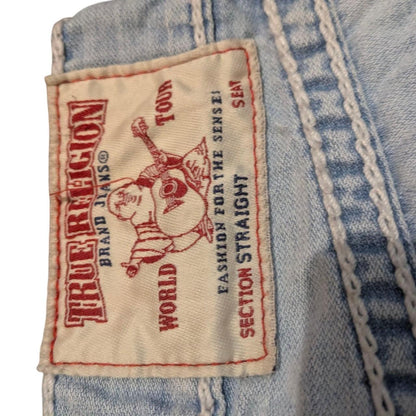 TRUE RELIGION
BRAND JEANS®
WORLD TOUR
FASHION FOR THE SENSES
SECTION STRAIGHT SEAT